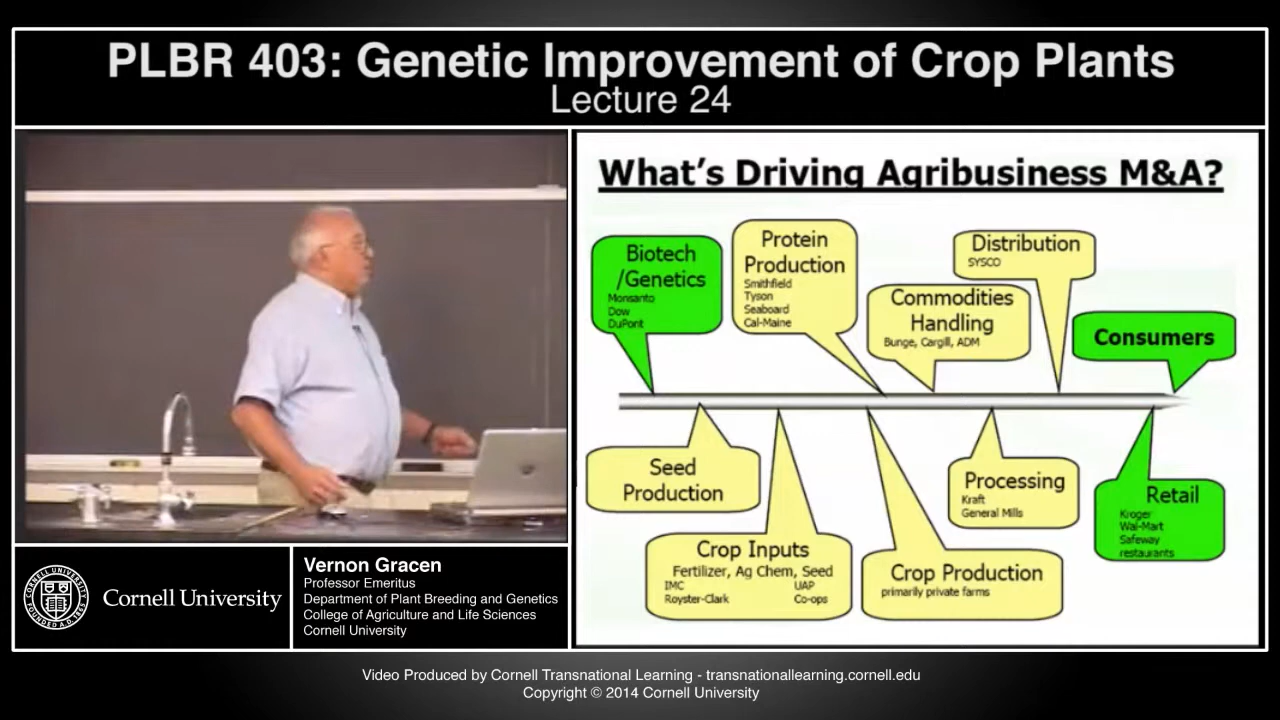 PLBR 403: Genetic Improvement of Crop Plants
Lecture 24
What's Driving Agribusiness M&A?
Biotech
/Genetics
Monsanto
Dow
DuPont
Protein
Production
Smithfield
Tyson
Seaboard
Cal-Maine
Distribution
SYSCO
Commodities
Handling
Bunge, Cargill, ADM
Consumers
Seed
Production
Crop Inputs
Fertilizer, Ag Chem, Seed
IMC UAP
Royster-Clark Co-ops
Crop Production
primarily private farms
Processing
Kraft
General Mills
Retail
Kroger
Wal-Mart
Safeway
restaurants
Cornell University
Vernon Gracen
Professor Emeritus
Department of Plant Breeding and Genetics
College of Agriculture and Life Sciences
Cornell University
Video Produced by Cornell Transnational Learning - transnationallearning.cornell.edu
Copyright © 2014 Cornell University